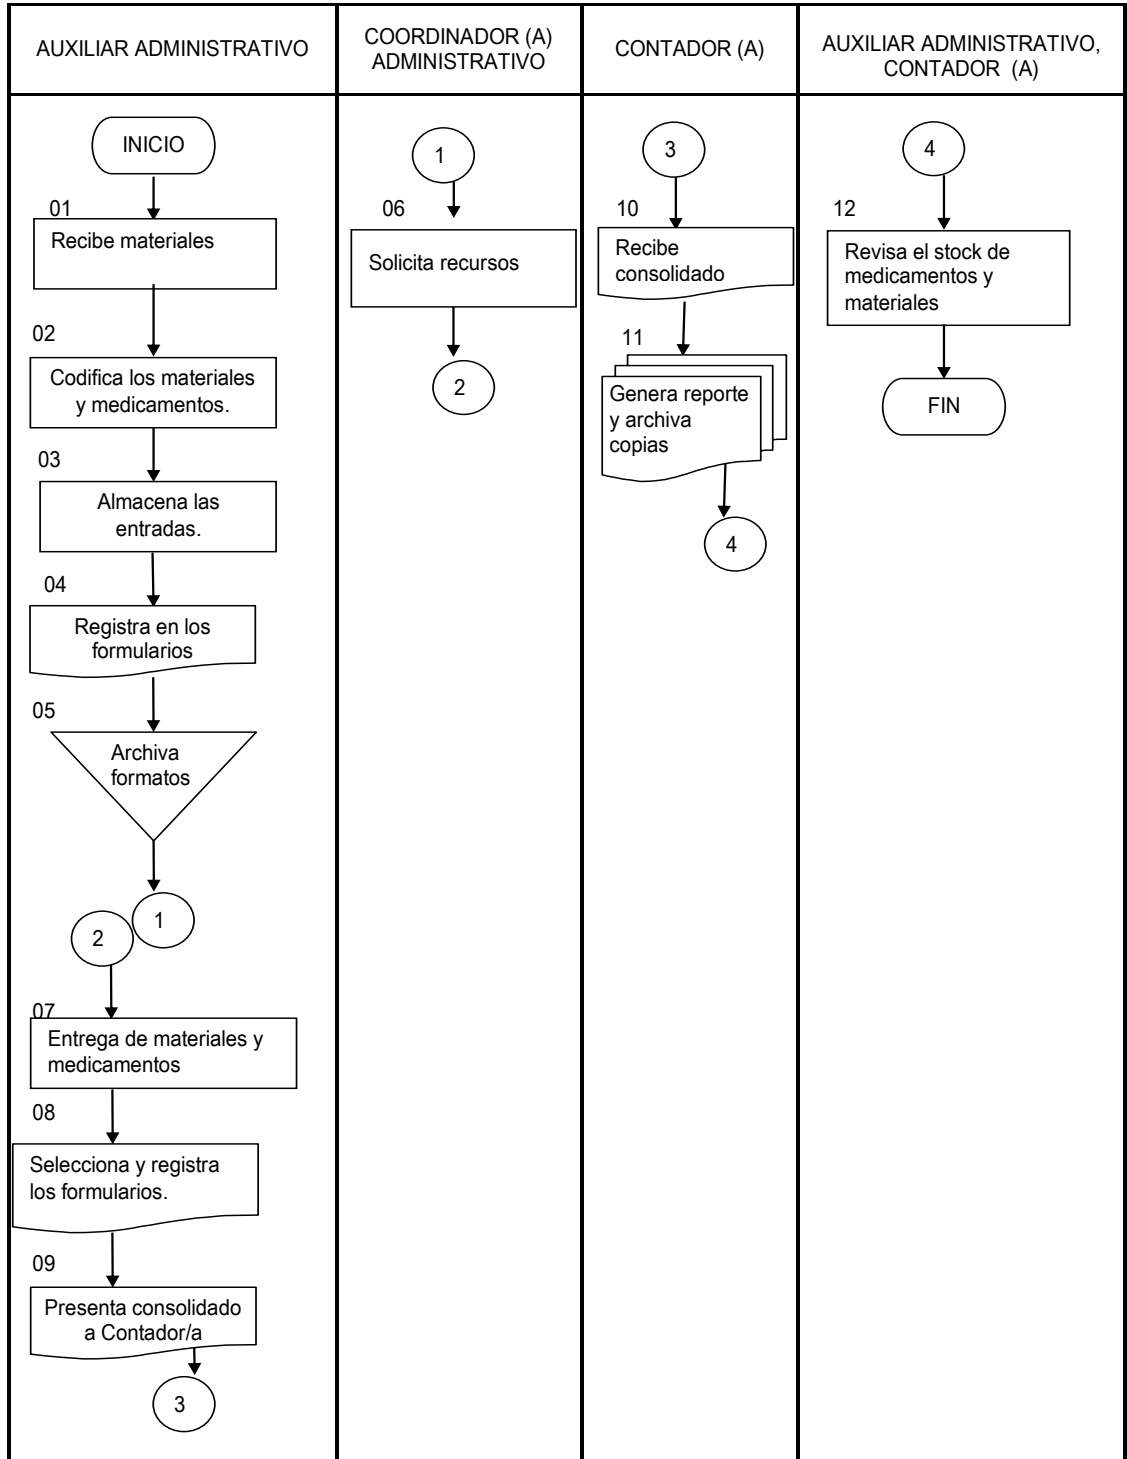 AUXILIAR ADMINISTRATIVO
COORDINADOR (A)
ADMINISTRATIVO
CONTADOR (A)
AUXILIAR ADMINISTRATIVO,
CONTADOR (A)
INICIO
01
Recibe materiales
02
Codifica los materiales
y medicamentos.
03
Almacena las
entradas.
04
Registra en los
formularios
05
Archiva
formatos
1
2
07
Entrega de materiales y
medicamentos
08
Selecciona y registra
los formularios.
09
Presenta consolidado
a Contador/a
3
1
06
Solicita recursos
2
3
10
Recibe
consolidado
11
Genera reporte
y archiva
copias
4
4
12
Revisa el stock de
medicamentos y
materiales
FIN